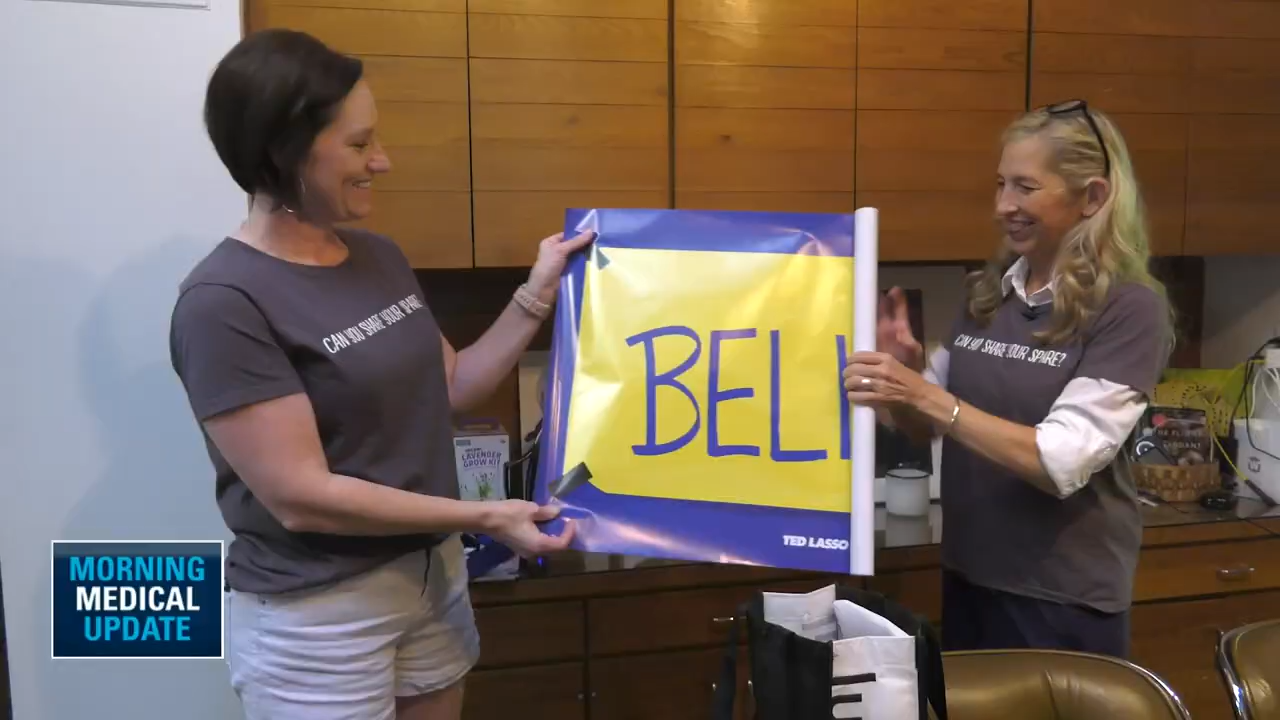 CAN YOU SHARE YOUR SPARE?
CAN YOU SHARE YOUR SPARE?
BELI
TED LASSO
LAVENDER
GROW KIT
MORNING
MEDICAL
UPDATE